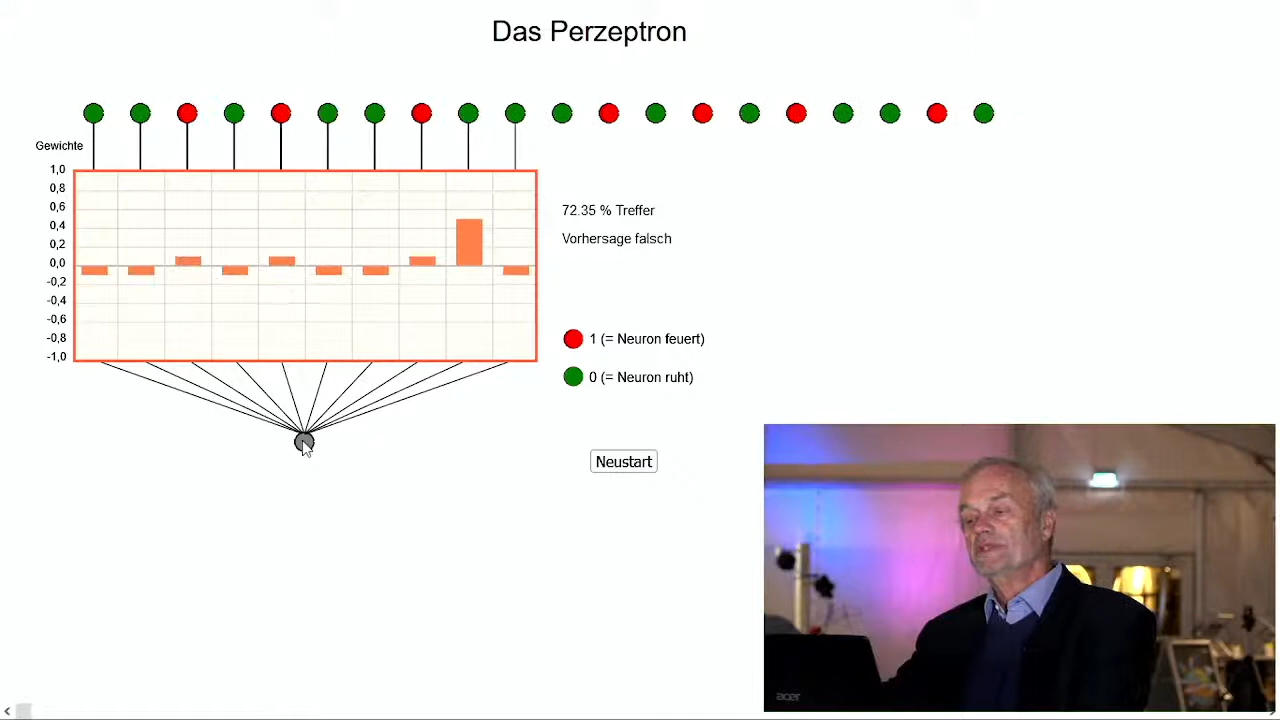 Das Perzeptron
Gewichte
1,0
0,8
0,6
0,4
0,2
0,0
-0,2
-0,4
-0,6
-0,8
-1,0
72.35 % Treffer
Vorhersage falsch
1 (= Neuron feuert)
0 (= Neuron ruht)
Neustart
acer